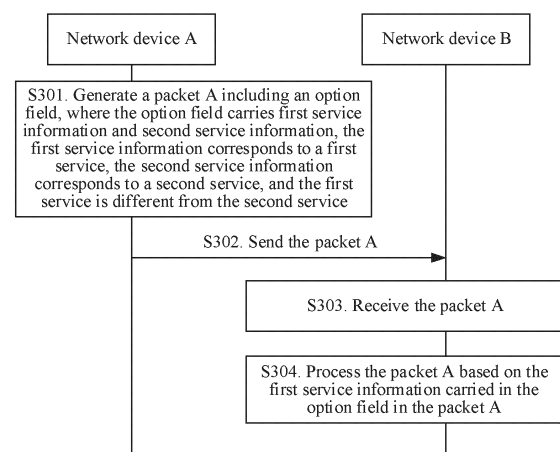 Network device A
Network device B
S301. Generate a packet A including an option
field, where the option field carries first service
information and second service information, the
first service information corresponds to a first
service, the second service information
corresponds to a second service, and the first
service is different from the second service
S302. Send the packet A
S303. Receive the packet A
S304. Process the packet A based on the
first service information carried in the
option field in the packet A